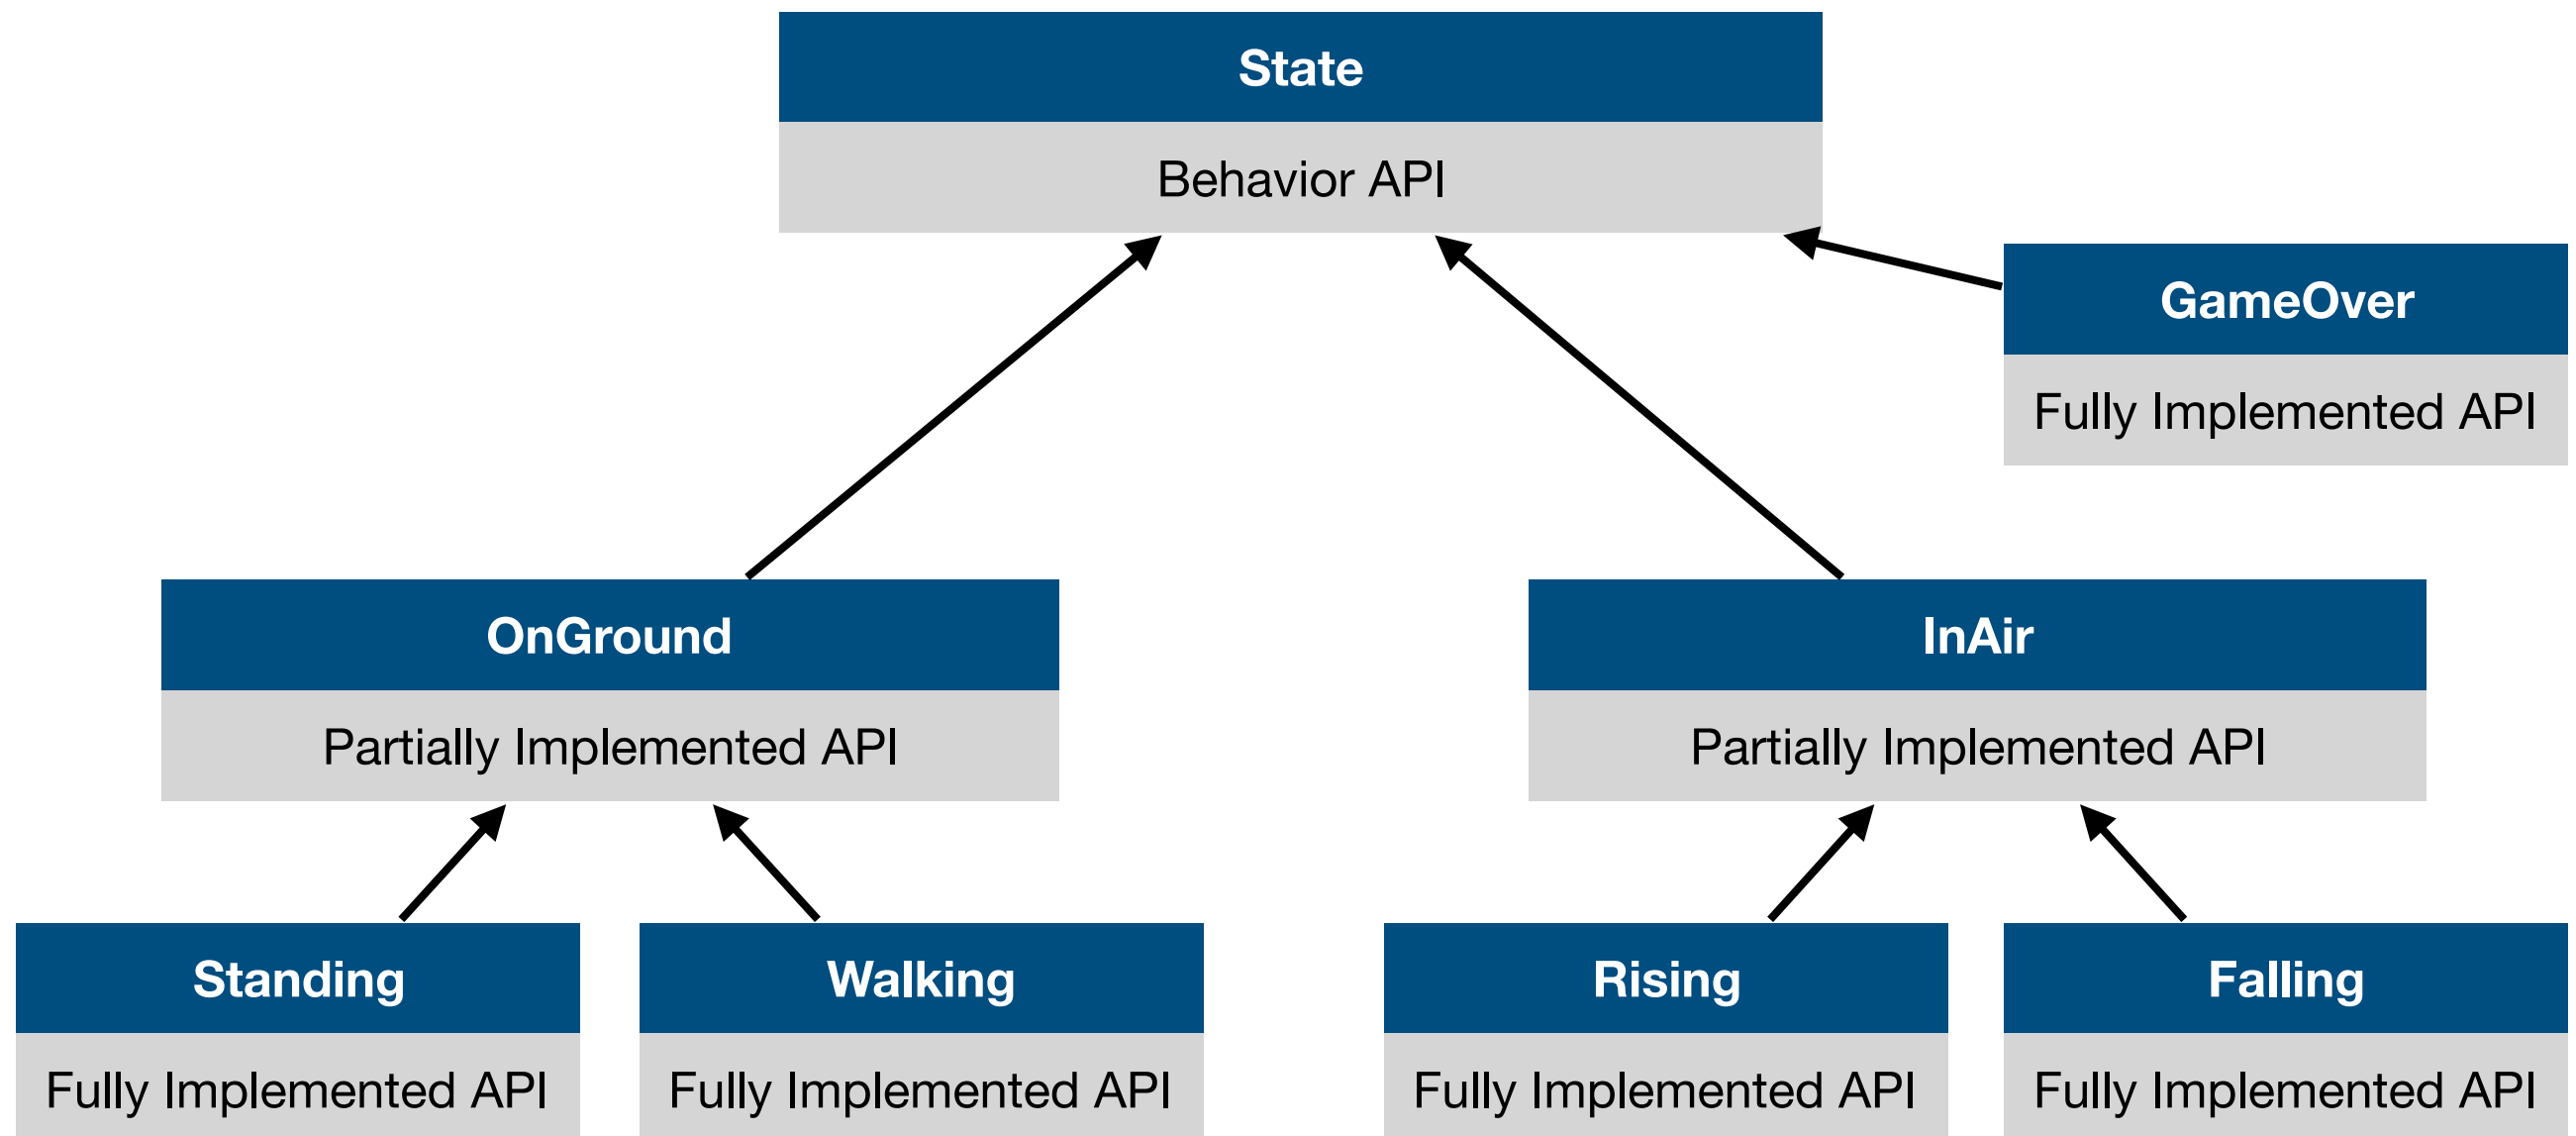 State
Behavior API
GameOver
Fully Implemented API
OnGround
Partially Implemented API
InAir
Partially Implemented API
Standing
Fully Implemented API
Walking
Fully Implemented API
Rising
Fully Implemented API
Falling
Fully Implemented API